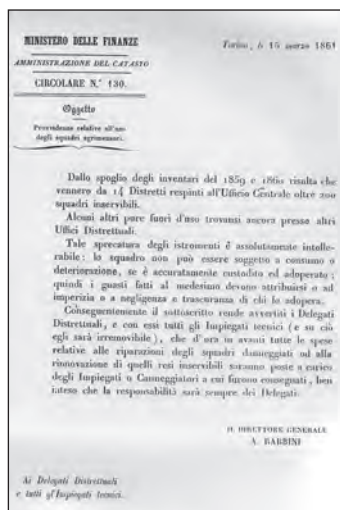 MINISTERO DELLE FINANZE
AMMINISTRAZIONE DEL CATASTO
CIRCOLARE N.° 130.
Oggetto
Provvidenze relative all'uso
degli squadri agrimensori.
Torino, 15 marzo 1861
Dallo spoglio degli inventari del 1859 e 1860 risulta che
vennero da 14 Distretti respinti all'Uffizio Centrale oltre 200
squadri inservibili.
Alcuni altri pure fuori d'uso trovansi ancora presso altri
Uffizi Distrettuali.
Tale sprecatura degli istromenti è assolutamente intolle-
rabile: lo squadro non può essere soggetto a consumo o
deteriorazione, se è accuratamente custodito ed adoperato;
quindi i guasti fatti al medesimo devono attribuirsi o ad
imperizia o a negligenza e trascuranza di chi lo adopera.
Conseguentemente il sottoscritto rende avvertiti i Delegati
Distrettuali, e con essi tutti gli Impiegati tecnici (e su ciò
egli sarà irremovibile), che d'ora in avanti tutte le spese
relative alle riparazioni degli squadri danneggiati od alla
rinnovazione di quelli resi inservibili saranno poste a carico
degli Impiegati o Canneggiatori a cui furono consegnati, ben
inteso che la responsabilità sarà sempre dei Delegati.
IL DIRETTORE GENERALE
A. RABBINI
Ai Delegati Distrettuali
e tutti gl'Impiegati tecnici.